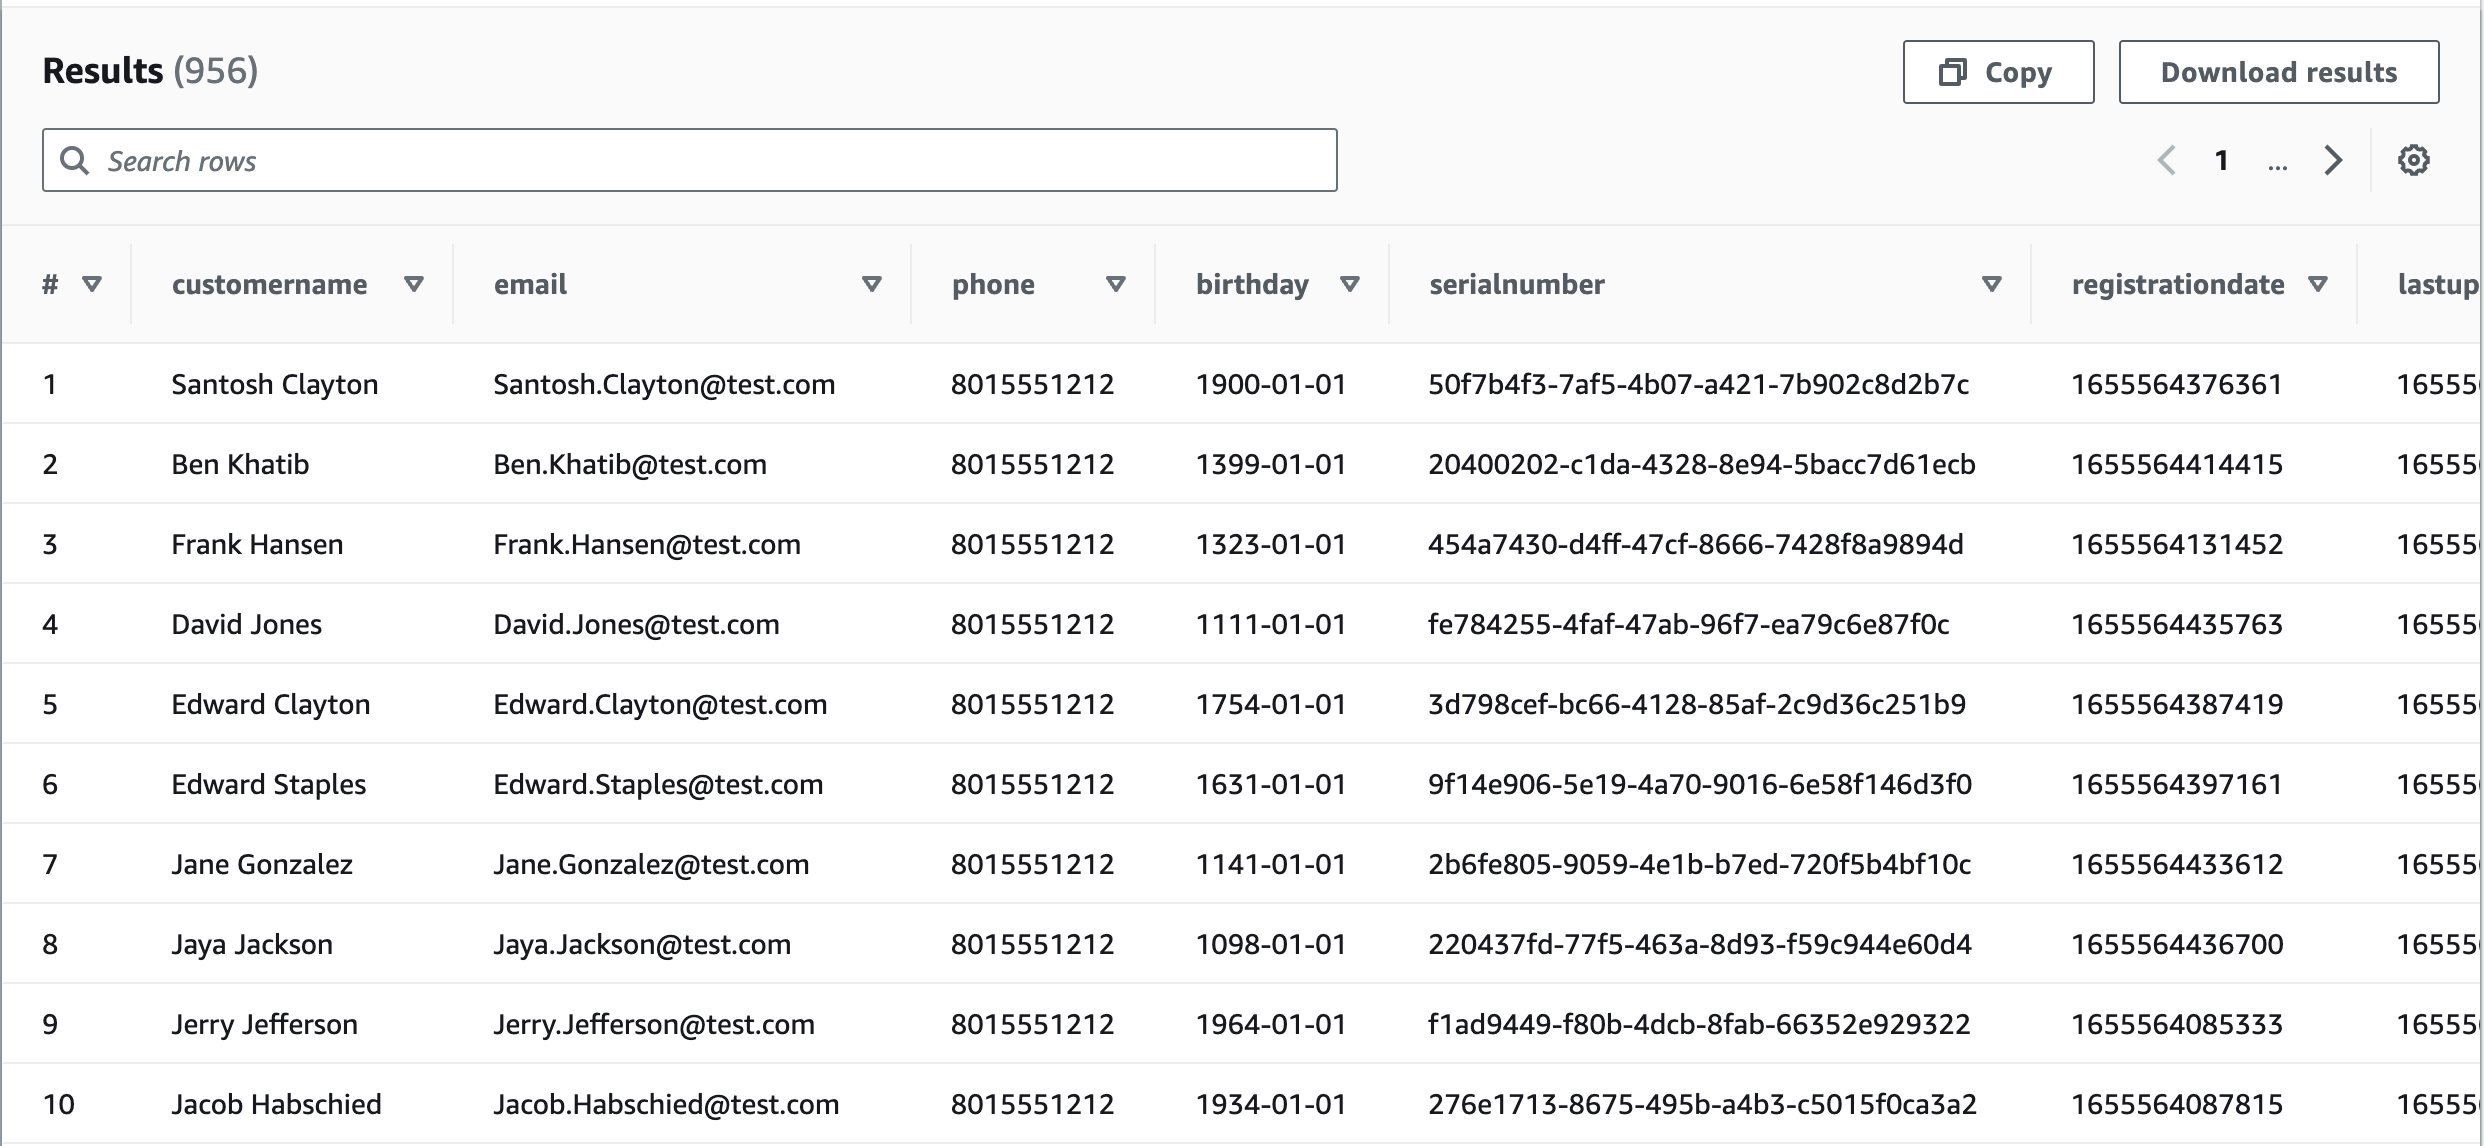 Results (956) Copy Download results
Search rows 1 ...
# customername email phone birthday serialnumber registrationdate lastup
1 Santosh Clayton Santosh.Clayton@test.com 8015551212 1900-01-01 50f7b4f3-7af5-4b07-a421-7b902c8d2b7c 1655564376361 16555
2 Ben Khatib Ben.Khatib@test.com 8015551212 1399-01-01 20400202-c1da-4328-8e94-5bacc7d61ecb 1655564414415 16555
3 Frank Hansen Frank.Hansen@test.com 8015551212 1323-01-01 454a7430-d4ff-47cf-8666-7428f8a9894d 1655564131452 16555
4 David Jones David.Jones@test.com 8015551212 1111-01-01 fe784255-4faf-47ab-96f7-ea79c6e87f0c 1655564435763 16555
5 Edward Clayton Edward.Clayton@test.com 8015551212 1754-01-01 3d798cef-bc66-4128-85af-2c9d36c251b9 1655564387419 16555
6 Edward Staples Edward.Staples@test.com 8015551212 1631-01-01 9f14e906-5e19-4a70-9016-6e58f146d3f0 1655564397161 16555
7 Jane Gonzalez Jane.Gonzalez@test.com 8015551212 1141-01-01 2b6fe805-9059-4e1b-b7ed-720f5b4bf10c 1655564433612 16555
8 Jaya Jackson Jaya.Jackson@test.com 8015551212 1098-01-01 220437fd-77f5-463a-8d93-f59c944e60d4 1655564436700 16555
9 Jerry Jefferson Jerry.Jefferson@test.com 8015551212 1964-01-01 f1ad9449-f80b-4dcb-8fab-66352e929322 1655564085333 16555
10 Jacob Habschied Jacob.Habschied@test.com 8015551212 1934-01-01 276e1713-8675-495b-a4b3-c5015f0ca3a2 1655564087815 16555